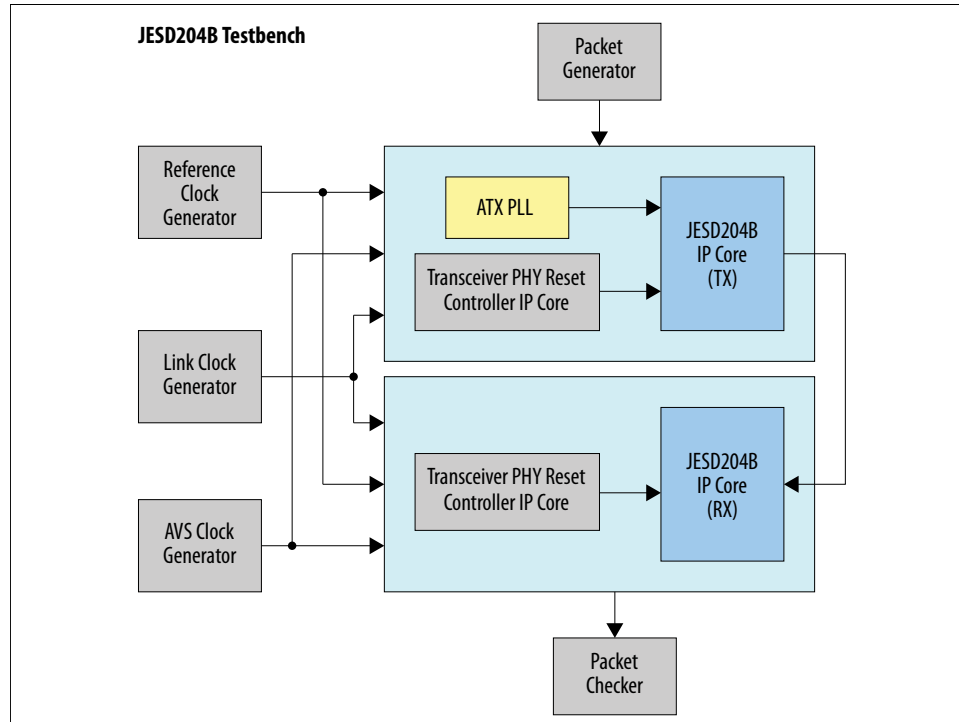 JESD204B Testbench
Packet
Generator
Reference
Clock
Generator
ATX PLL
JESD204B
IP Core
(TX)
Transceiver PHY Reset
Controller IP Core
Link Clock
Generator
Transceiver PHY Reset
Controller IP Core
JESD204B
IP Core
(RX)
AVS Clock
Generator
Packet
Checker